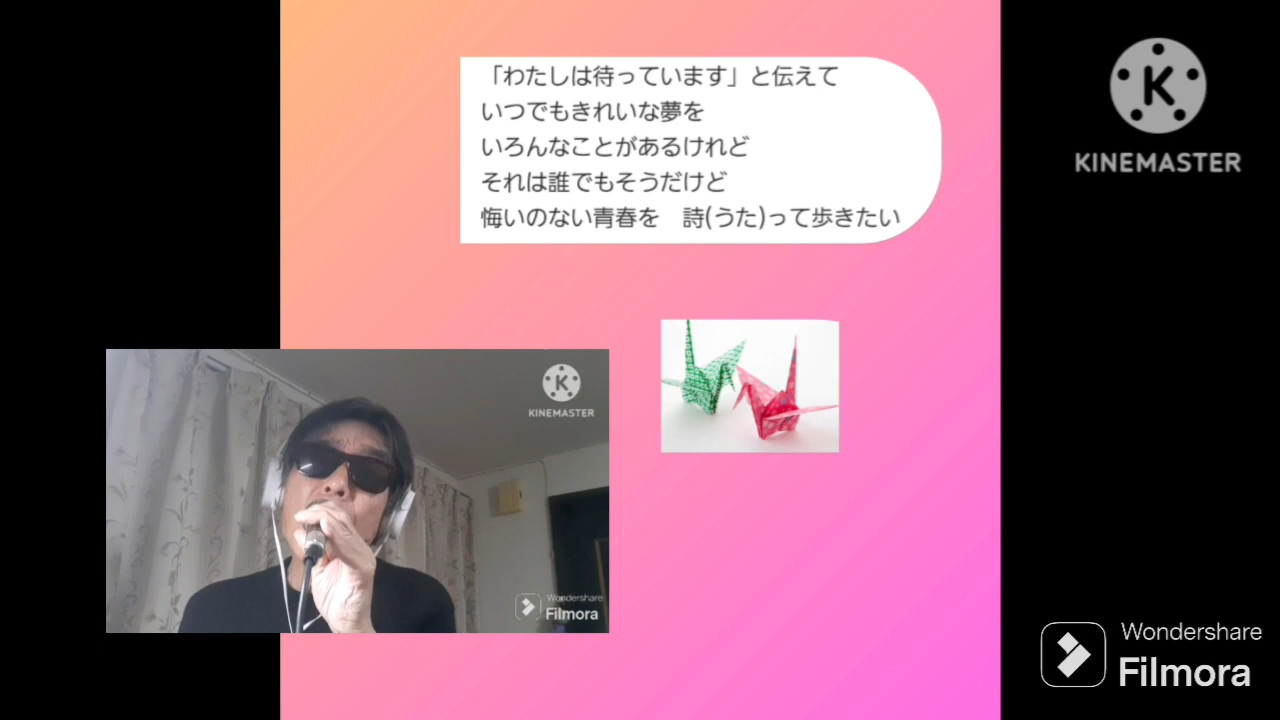 「わたしは待っています」と伝えて
いつでもきれいな夢を
いろんなことがあるけれど
それは誰でもそうだけど
悔いのない青春を　詩(うた)って歩きたい
KINEMASTER
KINEMASTER
Wondershare
Filmora
Wondershare
Filmora